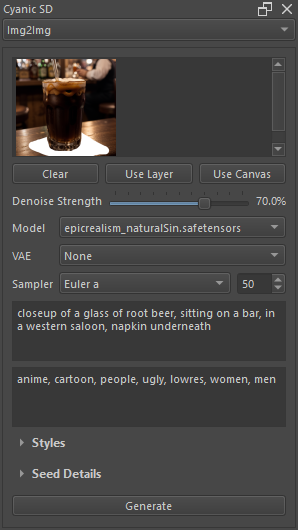 Cyanic SD
Img2Img
Clear
Use Layer
Use Canvas
Denoise Strength
70.0%
Model
epicrealism_naturalSin.safetensors
VAE
None
Sampler
Euler a
50
closeup of a glass of root beer, sitting on a bar, in
a western saloon, napkin underneath
anime, cartoon, people, ugly, lowres, women, men
Styles
Seed Details
Generate